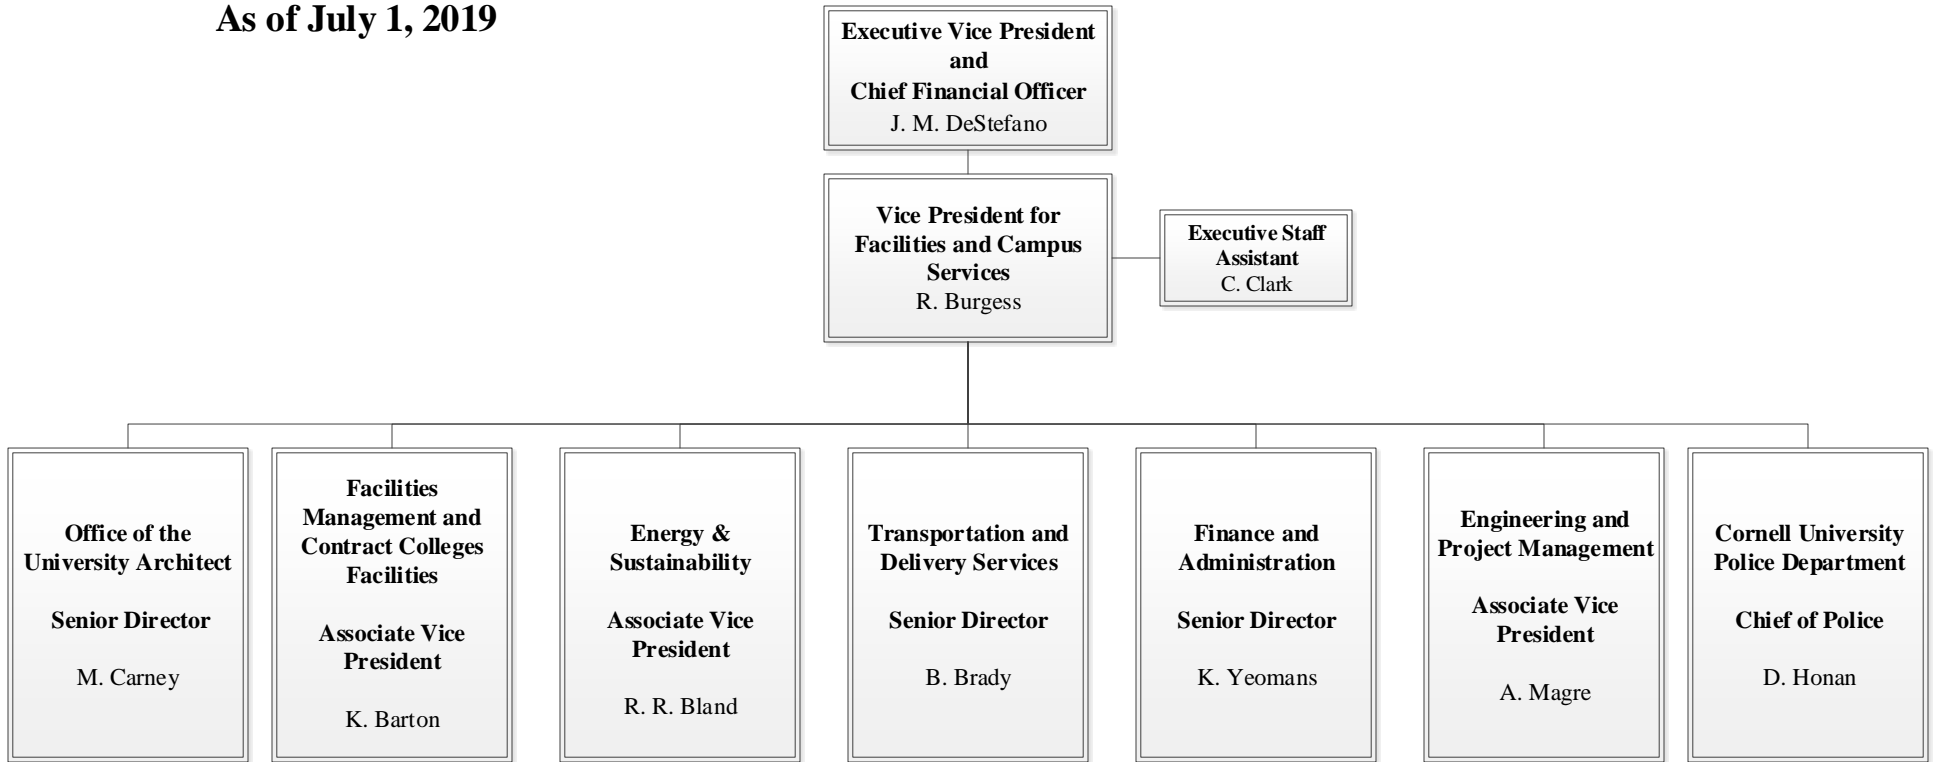 As of July 1, 2019
Executive Vice President
and
Chief Financial Officer
J. M. DeStefano
Vice President for
Facilities and Campus
Services
R. Burgess
Executive Staff
Assistant
C. Clark
Office of the
University Architect
Senior Director
M. Carney
Facilities
Management and
Contract Colleges
Facilities
Associate Vice
President
K. Barton
Energy &
Sustainability
Associate Vice
President
R. R. Bland
Transportation and
Delivery Services
Senior Director
B. Brady
Finance and
Administration
Senior Director
K. Yeomans
Engineering and
Project Management
Associate Vice
President
A. Magre
Cornell University
Police Department
Chief of Police
D. Honan